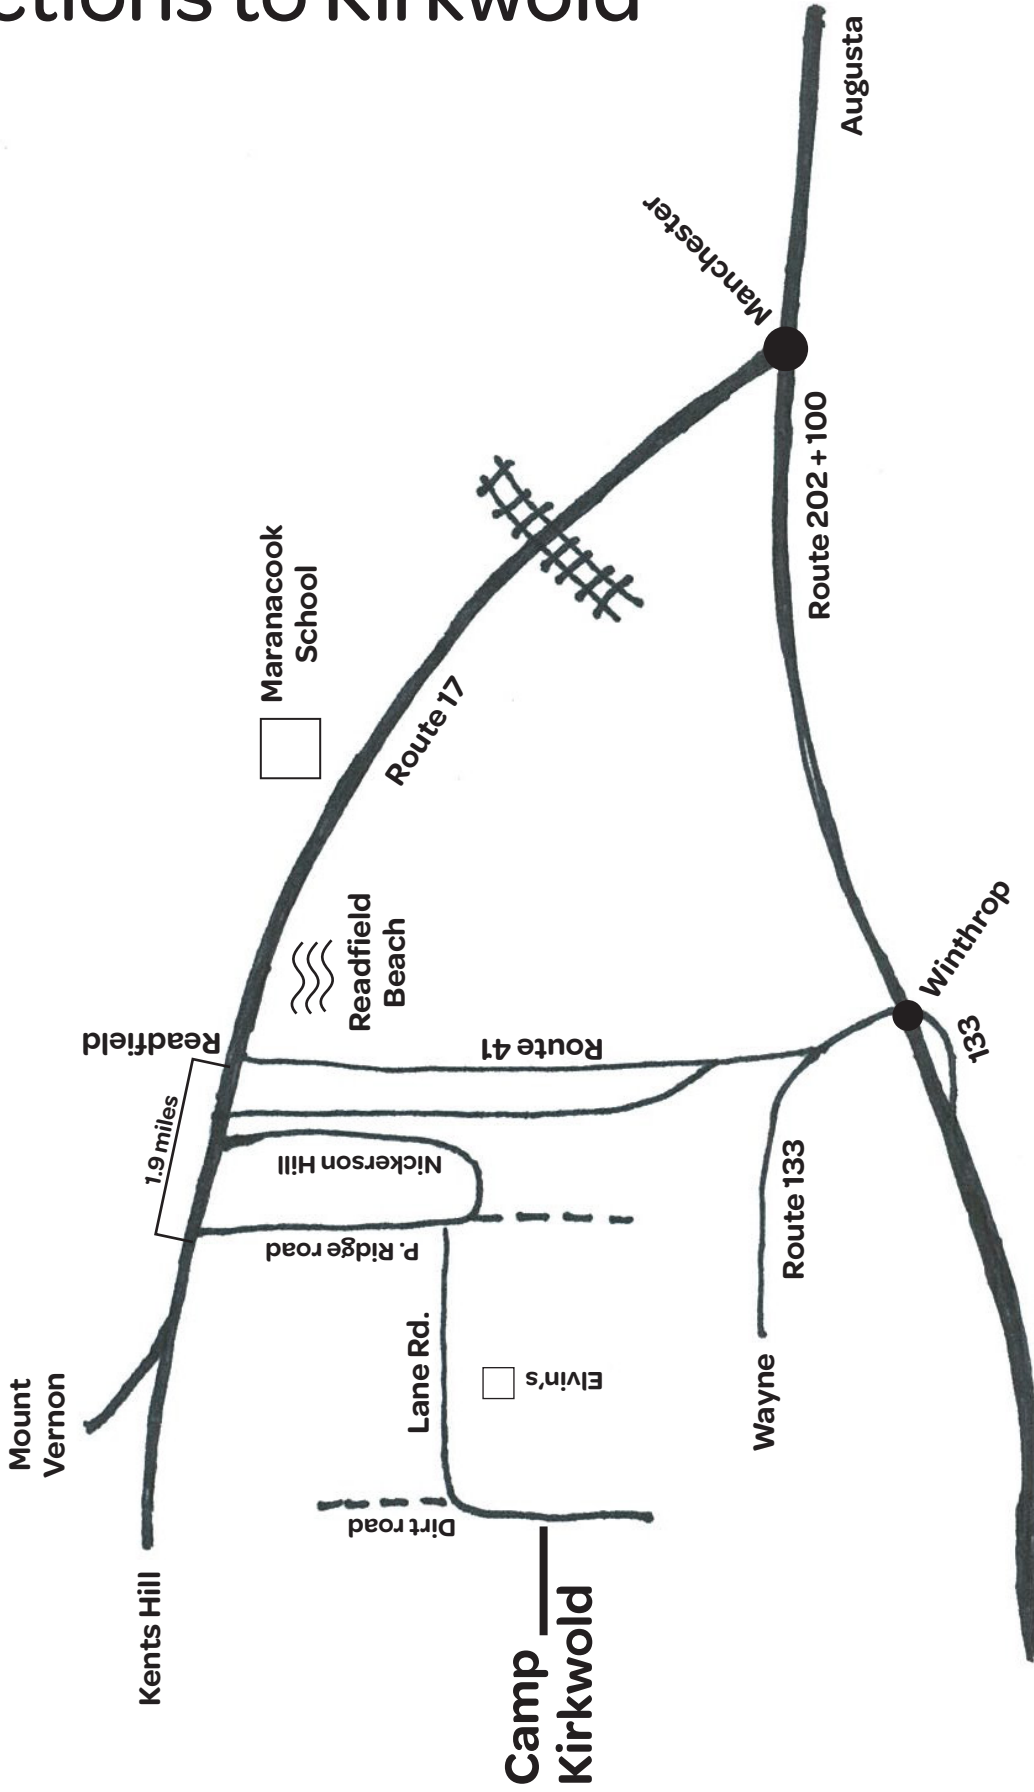 ctions to Kirkwold
Augusta
Manchester
Route 202 + 100
Maranacook
School
Route 17
Readfield
Beach
Readfield
Winthrop
133
Route 41
1.9 miles
Nickerson Hill
P. Ridge road
Route 133
Wayne
Mount
Vernon
Lane Rd.
Elvin's
Dirt road
Kents Hill
Camp
Kirkwold